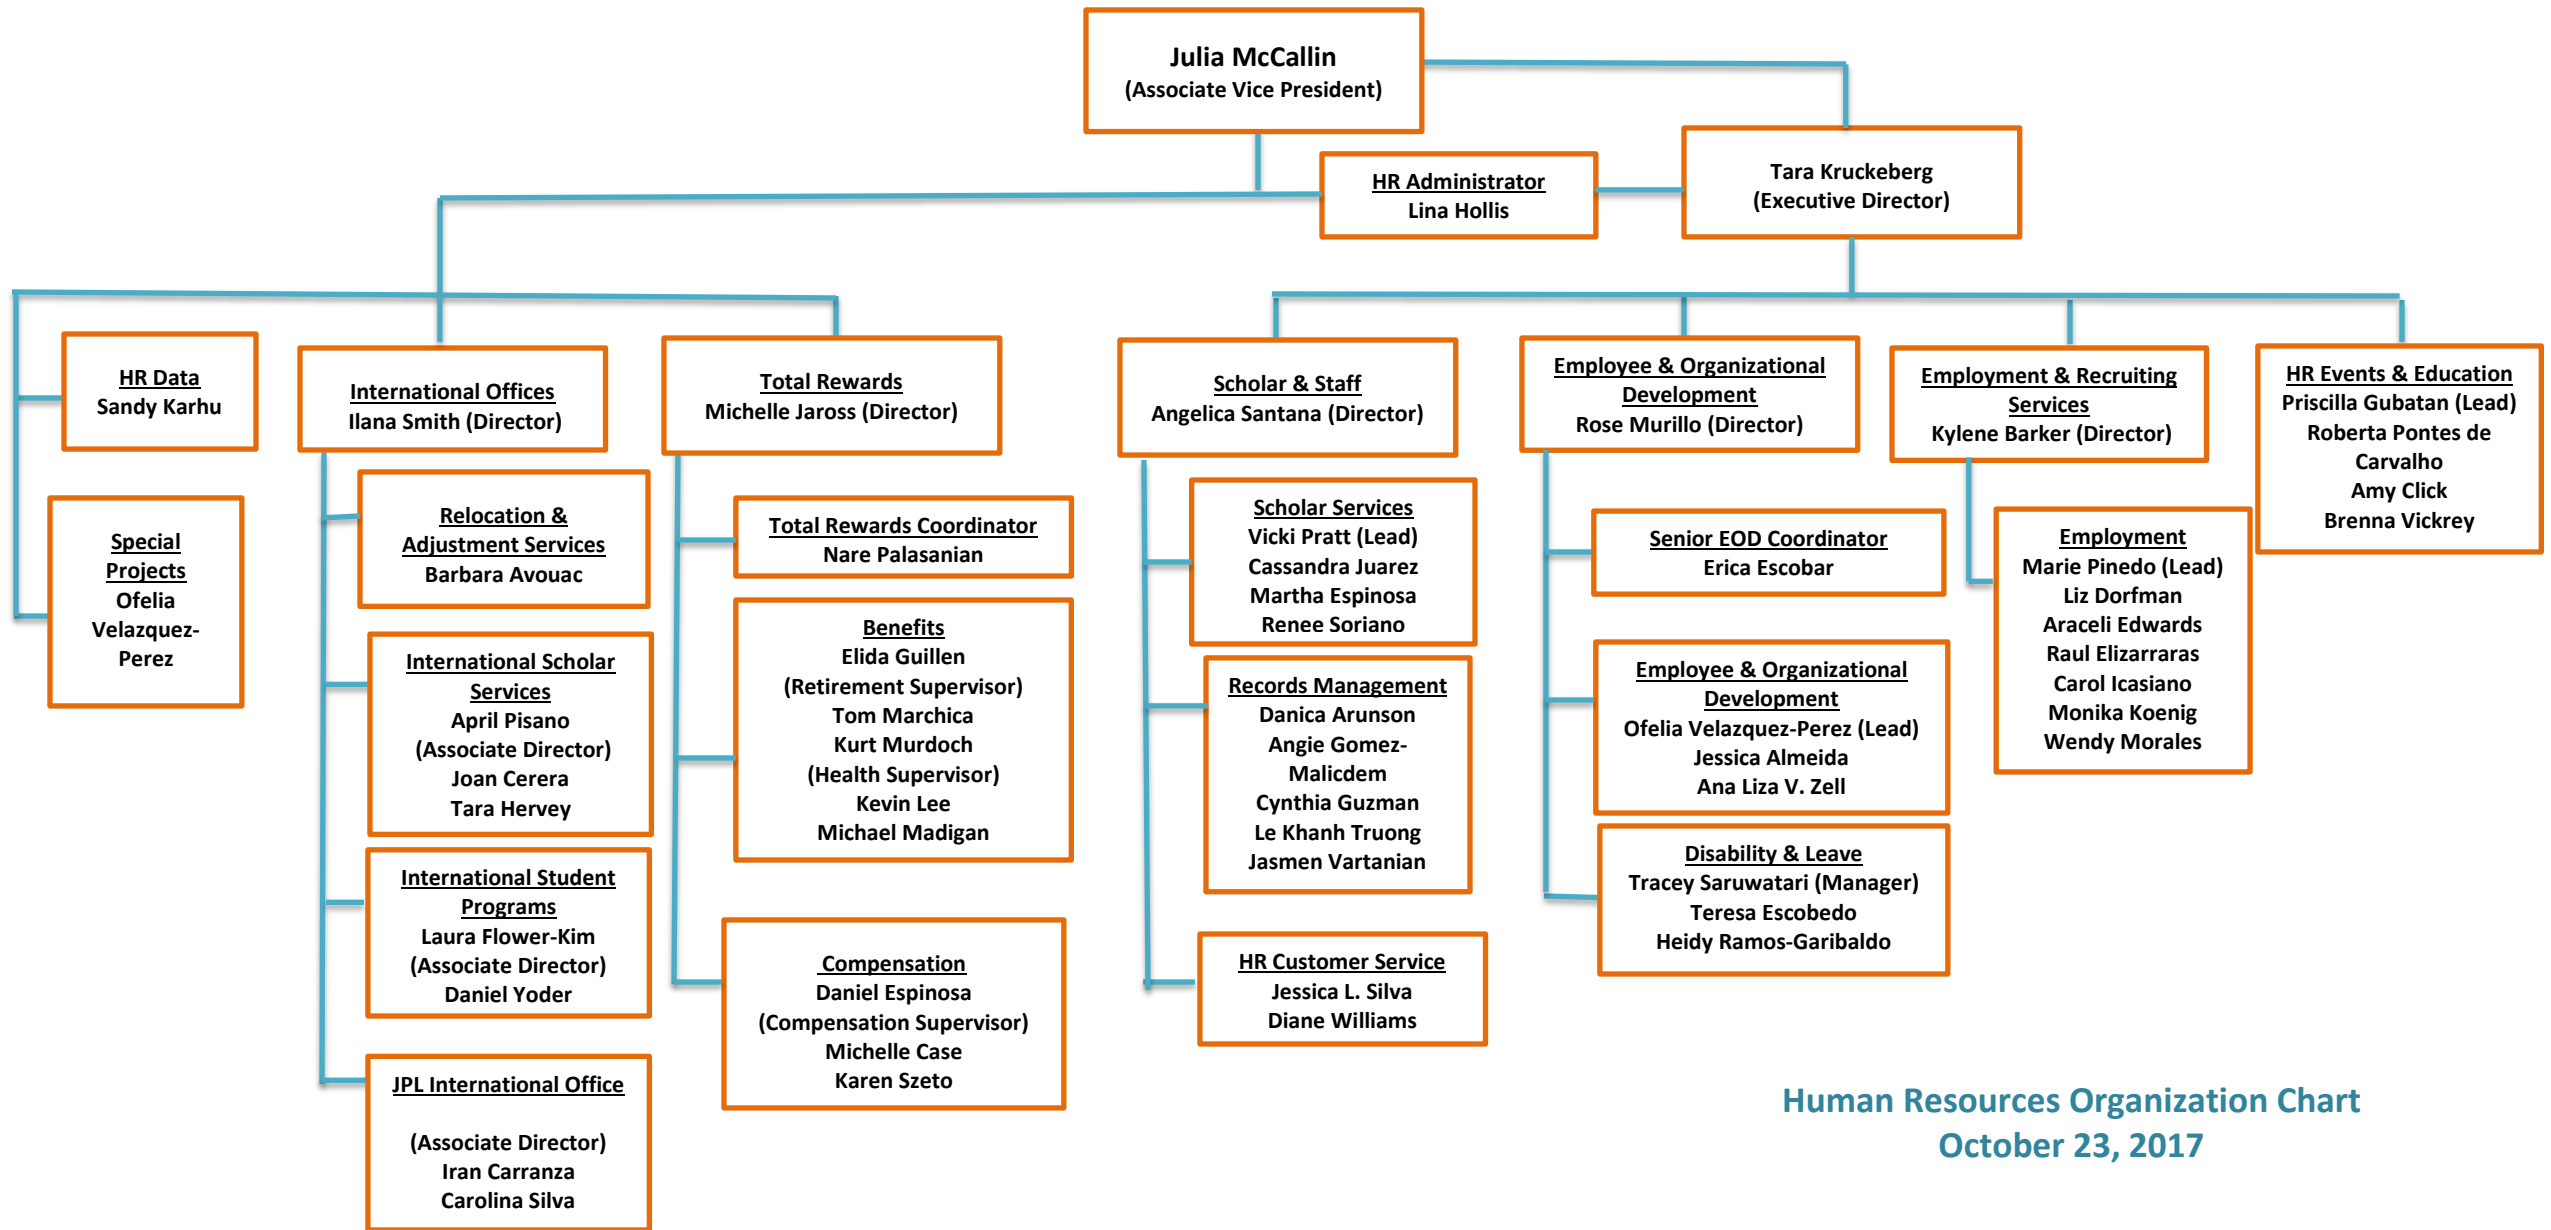 Julia McCallin
(Associate Vice President)
HR Administrator
Lina Hollis
Tara Kruckeberg
(Executive Director)
HR Data
Sandy Karhu
Special
Projects
Ofelia
Velazquez-
Perez
International Offices
Ilana Smith (Director)
Relocation &
Adjustment Services
Barbara Avouac
International Scholar
Services
April Pisano
(Associate Director)
Joan Cerera
Tara Hervey
International Student
Programs
Laura Flower-Kim
(Associate Director)
Daniel Yoder
JPL International Office
(Associate Director)
Iran Carranza
Carolina Silva
Total Rewards
Michelle Jaross (Director)
Total Rewards Coordinator
Nare Palasanian
Benefits
Elida Guillen
(Retirement Supervisor)
Tom Marchica
Kurt Murdoch
(Health Supervisor)
Kevin Lee
Michael Madigan
Compensation
Daniel Espinosa
(Compensation Supervisor)
Michelle Case
Karen Szeto
Scholar & Staff
Angelica Santana (Director)
Scholar Services
Vicki Pratt (Lead)
Cassandra Juarez
Martha Espinosa
Renee Soriano
Records Management
Danica Arunson
Angie Gomez-
Malicdem
Cynthia Guzman
Le Khanh Truong
Jasmen Vartanian
HR Customer Service
Jessica L. Silva
Diane Williams
Employee & Organizational
Development
Rose Murillo (Director)
Senior EOD Coordinator
Erica Escobar
Employee & Organizational
Development
Ofelia Velazquez-Perez (Lead)
Jessica Almeida
Ana Liza V. Zell
Disability & Leave
Tracey Saruwatari (Manager)
Teresa Escobedo
Heidy Ramos-Garibaldo
Employment & Recruiting
Services
Kylene Barker (Director)
Employment
Marie Pinedo (Lead)
Liz Dorfman
Araceli Edwards
Raul Elizarraras
Carol Icasiano
Monika Koenig
Wendy Morales
HR Events & Education
Priscilla Gubatan (Lead)
Roberta Pontes de
Carvalho
Amy Click
Brenna Vickrey
Human Resources Organization Chart
October 23, 2017